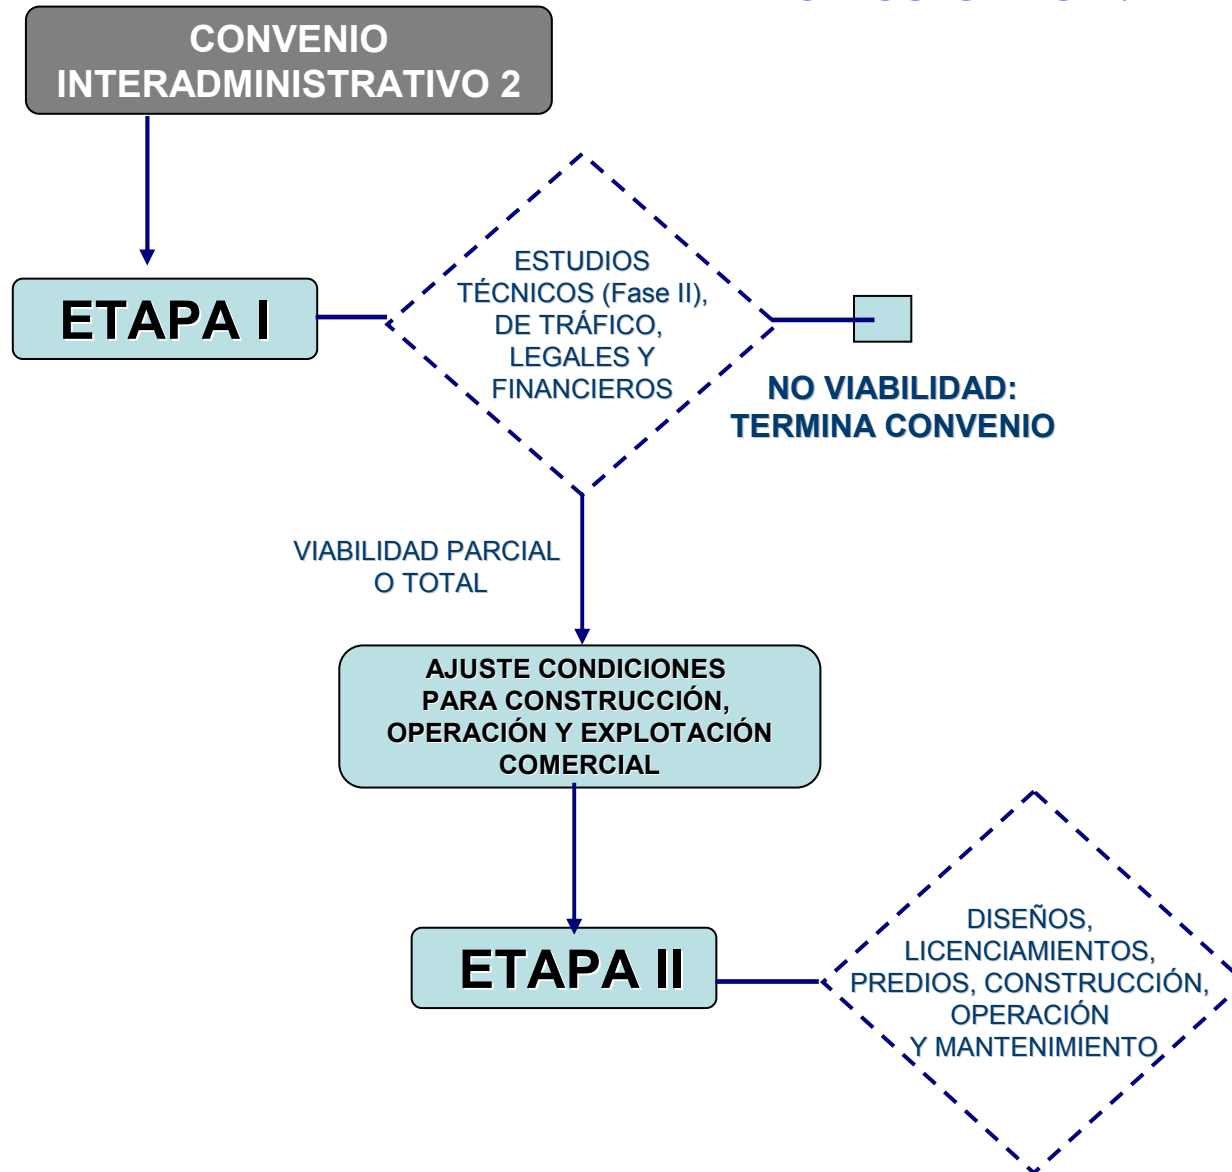 CONVENIO
INTERADMINISTRATIVO 2
ETAPA I
ESTUDIOS
TÉCNICOS (Fase II),
DE TRÁFICO,
LEGALES Y
FINANCIEROS
NO VIABILIDAD:
TERMINA CONVENIO
VIABILIDAD PARCIAL
O TOTAL
AJUSTE CONDICIONES
PARA CONSTRUCCIÓN,
OPERACIÓN Y EXPLOTACIÓN
COMERCIAL
ETAPA II
DISEÑOS,
LICENCIAMIENTOS,
PREDIOS, CONSTRUCCIÓN,
OPERACIÓN
Y MANTENIMIENTO